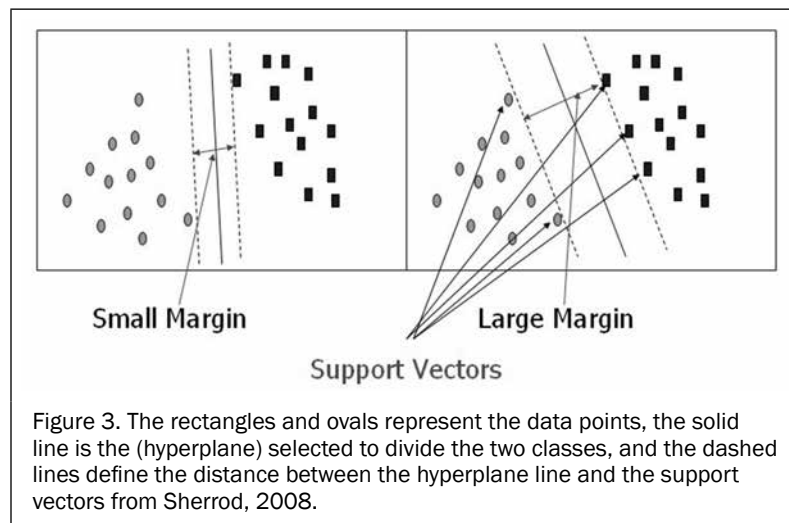 Small Margin
Large Margin
Support Vectors
Figure 3. The rectangles and ovals represent the data points, the solid
line is the (hyperplane) selected to divide the two classes, and the dashed
lines define the distance between the hyperplane line and the support
vectors from Sherrod, 2008.